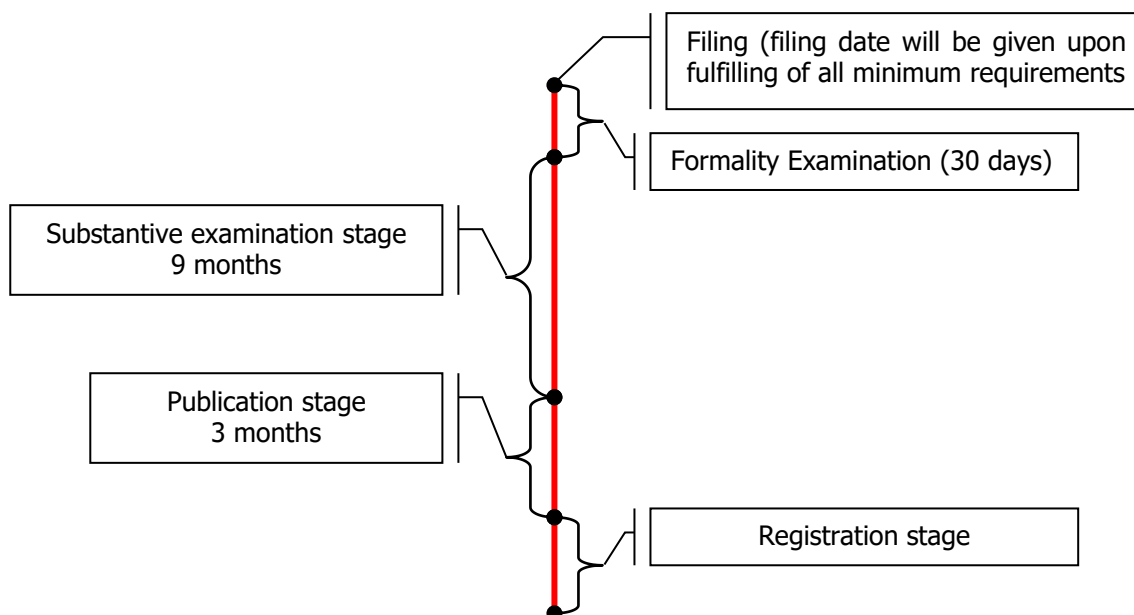 Filing (filing date will be given upon
fulfilling of all minimum requirements
Formality Examination (30 days)
Substantive examination stage
9 months
Publication stage
3 months
Registration stage